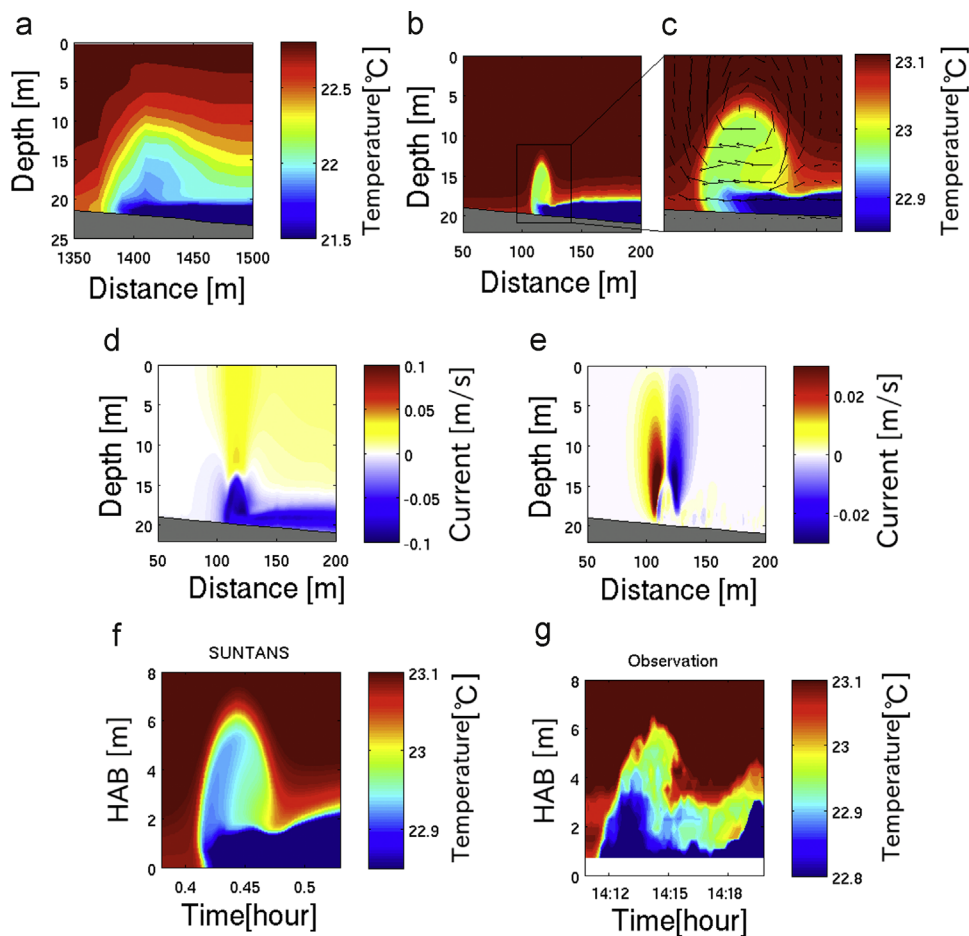 a
0
5
10
15
20
25
Depth [m]
1350 1400 1450 1500
Distance [m]
22.5
22
21.5
Temperature[℃]
b
0
5
10
15
20
Depth [m]
50 100 150 200
Distance [m]
c
23.1
23
22.9
Temperature[℃]
d
0
5
10
15
20
Depth [m]
50 100 150 200
Distance [m]
0.1
0.05
0
-0.05
-0.1
Current [m/s]
e
0
5
10
15
20
Depth [m]
50 100 150 200
Distance [m]
0.02
0
-0.02
Current [m/s]
f
SUNTANS
8
6
4
2
0
HAB [m]
0.4 0.45 0.5
Time[hour]
23.1
23
22.9
Temperature[℃]
g
Observation
8
6
4
2
0
HAB [m]
14:12 14:15 14:18
Time[hour]
23.1
23
22.9
22.8
Temperature[℃]